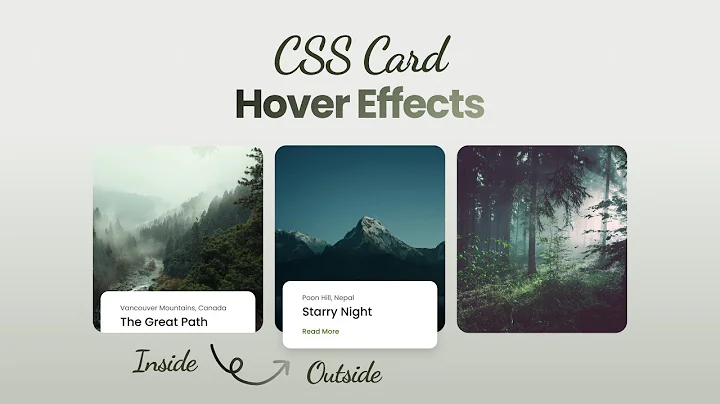 CSS Card
Hover Effects
Vancouver Mountains, Canada
The Great Path
Poon Hill, Nepal
Starry Night
Read More
Inside
Outside